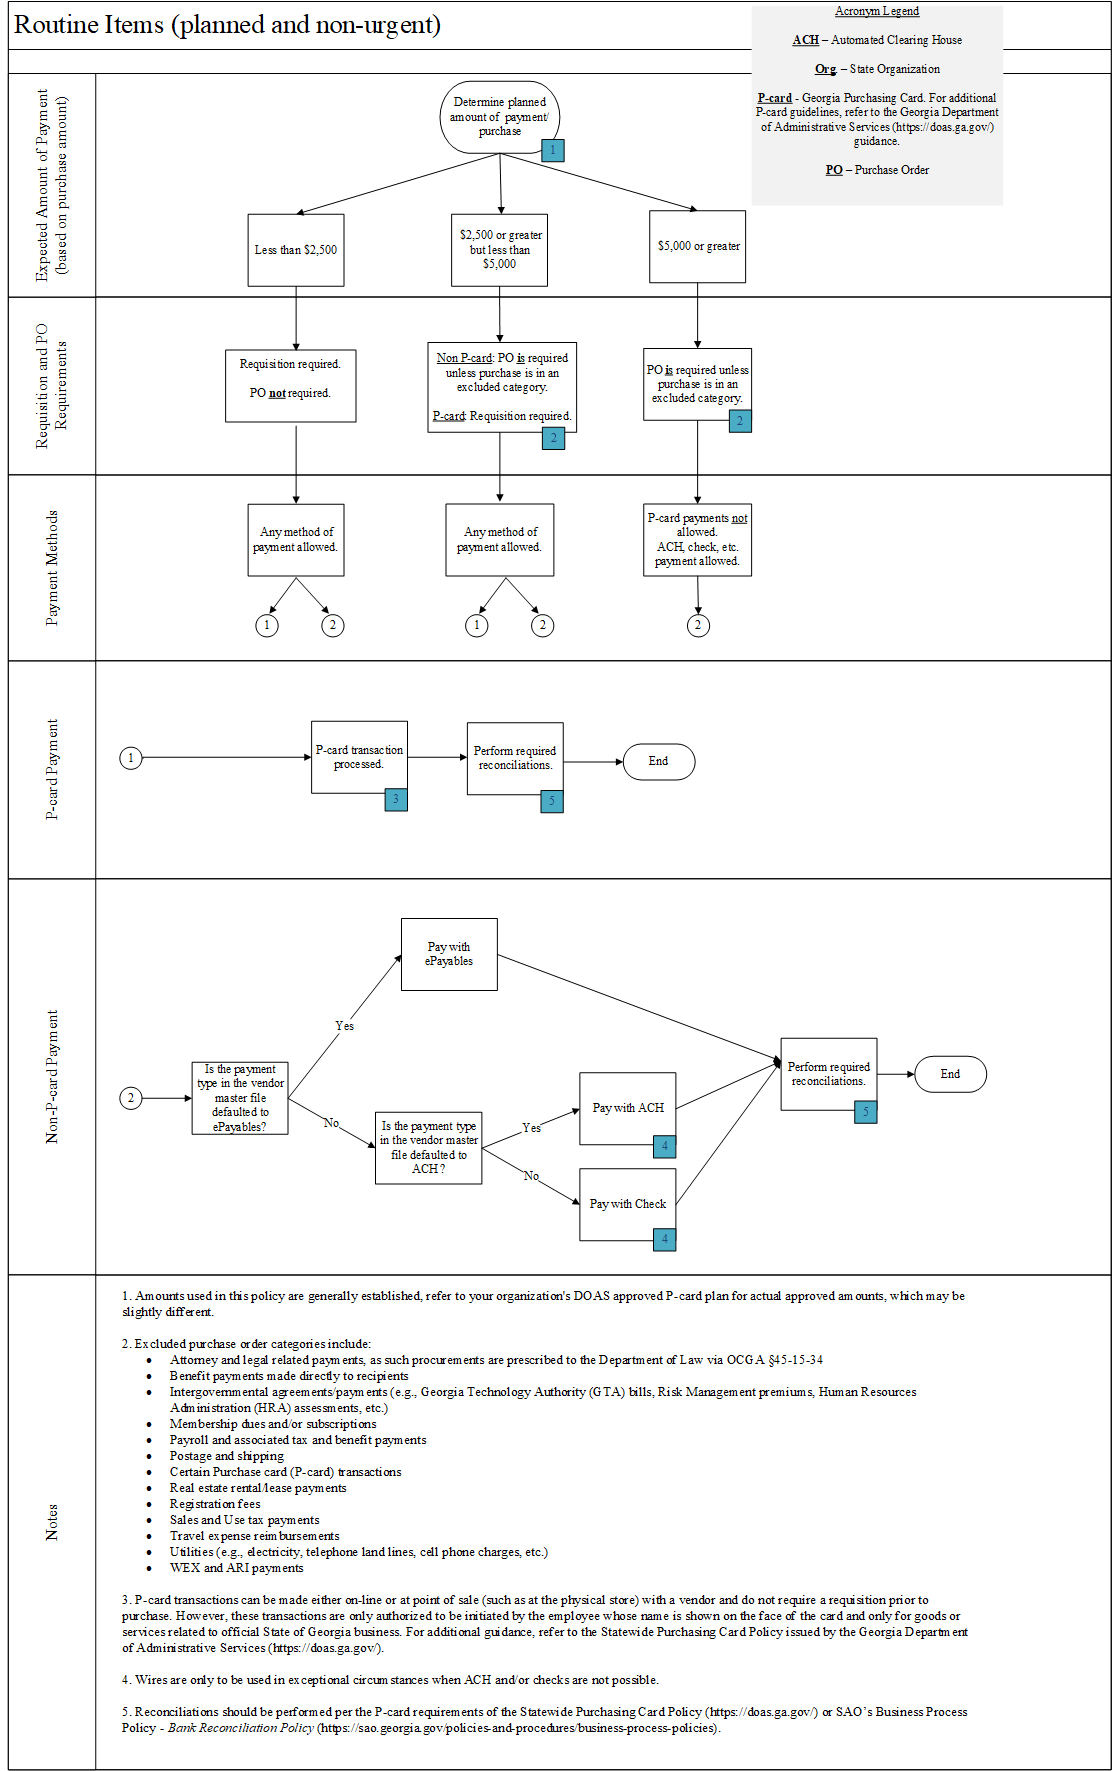 Routine Items (planned and non-urgent)
Acronym Legend
ACH – Automated Clearing House
Org. – State Organization
P-card - Georgia Purchasing Card. For additional
P-card guidelines, refer to the Georgia Department
of Administrative Services (https://doas.ga.gov/)
guidance.
PO – Purchase Order
Expected Amount of Payment
(based on purchase amount)
Determine planned
amount of payment/
purchase
1
Less than $2,500
$2,500 or greater
but less than
$5,000
$5,000 or greater
Requisition and PO
Requirements
Requisition required.
PO not required.
Non P-card: PO is required
unless purchase is in an
excluded category.
P-card: Requisition required.
2
PO is required unless
purchase is in an
excluded category.
2
Payment Methods
Any method of
payment allowed.
Any method of
payment allowed.
P-card payments not
allowed.
ACH, check, etc.
payment allowed.
1
2
1
2
2
P-card Payment
1
P-card transaction
processed.
3
Perform required
reconciliations.
5
End
Non-P-card Payment
2
Is the payment
type in the vendor
master file
defaulted to
ePayables?
Yes
Pay with
ePayables
No
Is the payment type
in the vendor master
file defaulted to
ACH?
Yes
Pay with ACH
4
No
Pay with Check
4
Perform required
reconciliations.
5
End
Notes
1. Amounts used in this policy are generally established, refer to your organization's DOAS approved P-card plan for actual approved amounts, which may be
slightly different.
2. Excluded purchase order categories include:
• Attorney and legal related payments, as such procurements are prescribed to the Department of Law via OCGA §45-15-34
• Benefit payments made directly to recipients
• Intergovernmental agreements/payments (e.g., Georgia Technology Authority (GTA) bills, Risk Management premiums, Human Resources
Administration (HRA) assessments, etc.)
• Membership dues and/or subscriptions
• Payroll and associated tax and benefit payments
• Postage and shipping
• Certain Purchase card (P-card) transactions
• Real estate rental/lease payments
• Registration fees
• Sales and Use tax payments
• Travel expense reimbursements
• Utilities (e.g., electricity, telephone land lines, cell phone charges, etc.)
• WEX and ARI payments
3. P-card transactions can be made either on-line or at point of sale (such as at the physical store) with a vendor and do not require a requisition prior to
purchase. However, these transactions are only authorized to be initiated by the employee whose name is shown on the face of the card and only for goods or
services related to official State of Georgia business. For additional guidance, refer to the Statewide Purchasing Card Policy issued by the Georgia Department
of Administrative Services (https://doas.ga.gov/).
4. Wires are only to be used in exceptional circumstances when ACH and/or checks are not possible.
5. Reconciliations should be performed per the P-card requirements of the Statewide Purchasing Card Policy (https://doas.ga.gov/) or SAO's Business Process
Policy - Bank Reconciliation Policy (https://sao.georgia.gov/policies-and-procedures/business-process-policies).